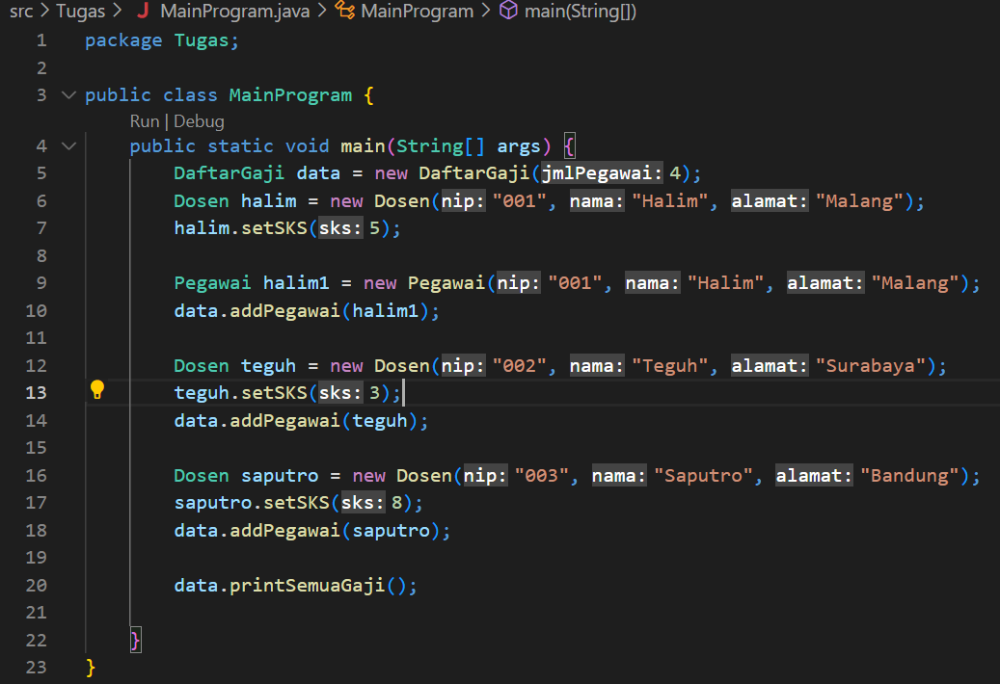 src > Tugas > J MainProgram.java > MainProgram > main(String[])
1 package Tugas;
2
3 public class MainProgram {
Run | Debug
4 public static void main(String[] args) {
5 DaftarGaji data = new DaftarGaji(jmlPegawai: 4);
6 Dosen halim = new Dosen(nip: "001", nama: "Halim", alamat: "Malang");
7 halim.setSKS(sks: 5);
8
9 Pegawai halim1 = new Pegawai(nip: "001", nama: "Halim", alamat: "Malang");
10 data.addPegawai(halim1);
11
12 Dosen teguh = new Dosen(nip: "002", nama: "Teguh", alamat: "Surabaya");
13 teguh.setSKS(sks: 3);
14 data.addPegawai(teguh);
15
16 Dosen saputro = new Dosen(nip: "003", nama: "Saputro", alamat: "Bandung");
17 saputro.setSKS(sks: 8);
18 data.addPegawai(saputro);
19
20 data.printSemuaGaji();
21
22 }
23 }